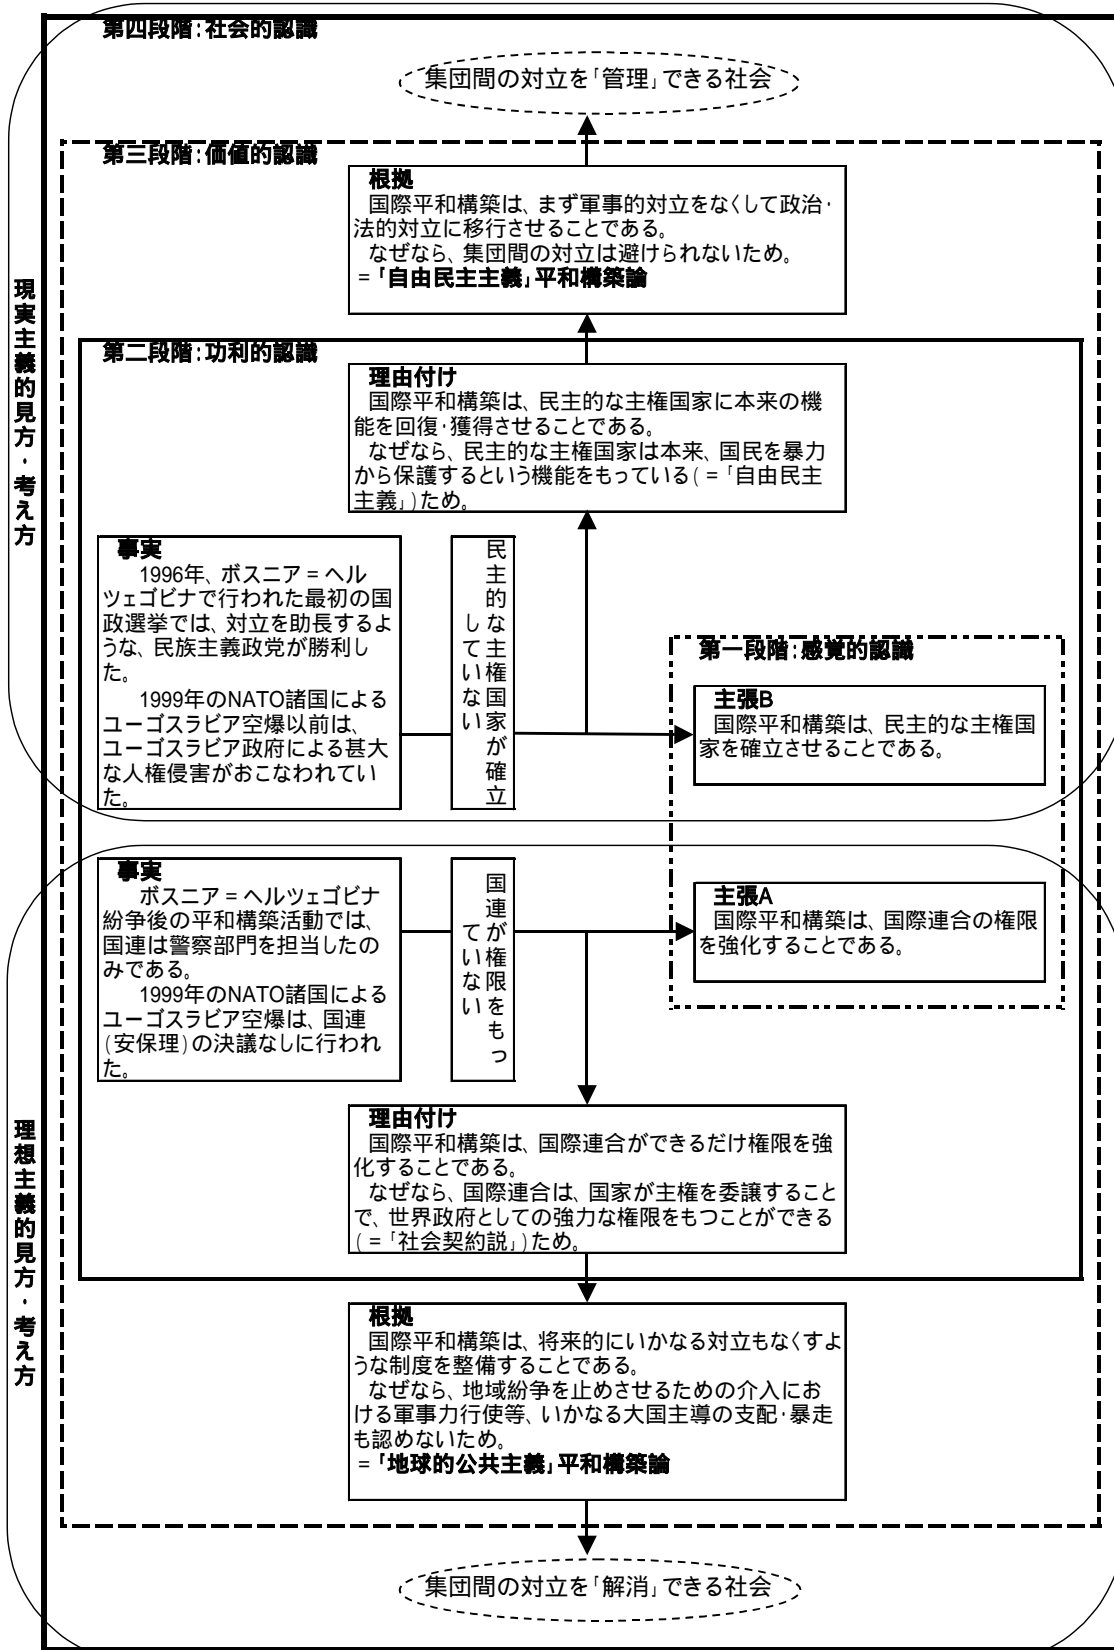 第四段階：社会的認識
集団間の対立を「管理」できる社会
第三段階：価値的認識
根拠
国際平和構築は、まず軍事的対立をなくして政治・
法的対立に移行させることである。
なぜなら、集団間の対立は避けられないため。
=「自由民主主義」平和構築論
現実主義的見方・考え方
第二段階：功利的認識
理由付け
国際平和構築は、民主的な主権国家に本来の機
能を回復・獲得させることである。
なぜなら、民主的な主権国家は本来、国民を暴力
から保護するという機能をもっている(=「自由民主
主義」)ため。
事実
1996年、ボスニア=ヘル
ツェゴビナで行われた最初の国
政選挙では、対立を助長するよ
うな、民族主義政党が勝利し
た。
1999年のNATO諸国による
ユーゴスラビア空爆以前は、
ユーゴスラビア政府による甚大
な人権侵害がおこなわれてい
た。
民主的な主権国家が確立
していない
第一段階：感覚的認識
主張B
国際平和構築は、民主的な主権国
家を確立させることである。
事実
ボスニア=ヘルツェゴビナ
紛争後の平和構築活動では、
国連は警察部門を担当したの
みである。
1999年のNATO諸国による
ユーゴスラビア空爆は、国連
(安保理)の決議なしに行われ
た。
国連が権限をもっ
ていない
主張A
国際平和構築は、国際連合の権限
を強化することである。
理由付け
国際平和構築は、国際連合ができるだけ権限を強
化することである。
なぜなら、国際連合は、国家が主権を委譲すること
で、世界政府としての強力な権限をもつことができる
(=「社会契約説」)ため。
理想主義的見方・考え方
根拠
国際平和構築は、将来的にいかなる対立もなくすよ
うな制度を整備することである。
なぜなら、地域紛争を止めさせるための介入にお
ける軍事力行使等、いかなる大国主導の支配・暴走
も認めないため。
=「地球的公共主義」平和構築論
集団間の対立を「解消」できる社会